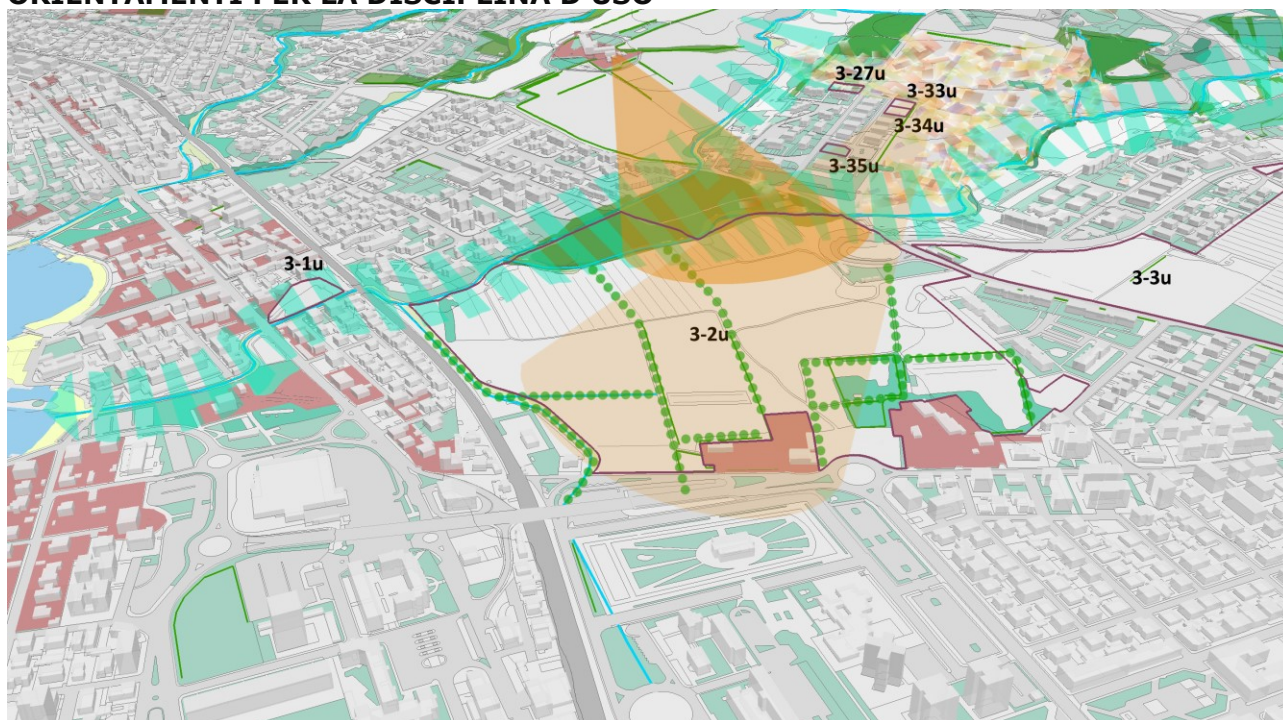 ORIENTAMENTI PER LA DISCIPLINA D'USO
3-27u
3-33u
3-34u
3-35u
3-1u
3-3u
3-2u